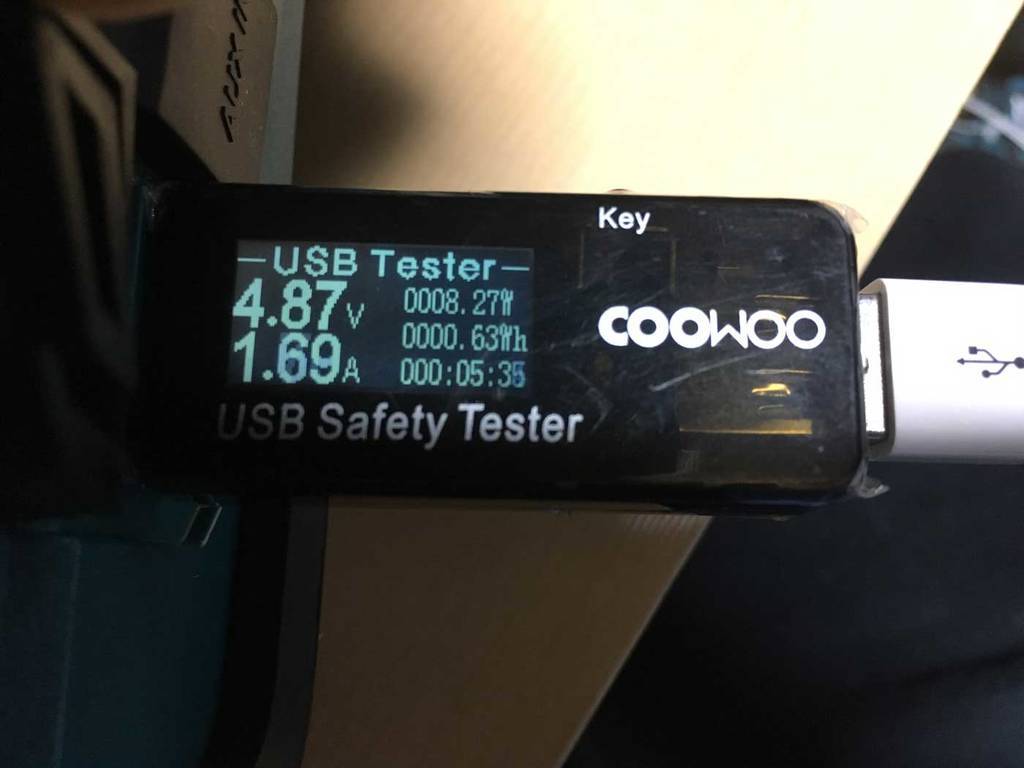 Key
—USB Tester—
4.87V 0008.27W
0000.63Wh
1.69A 000:05:35
COOWOO
USB Safety Tester